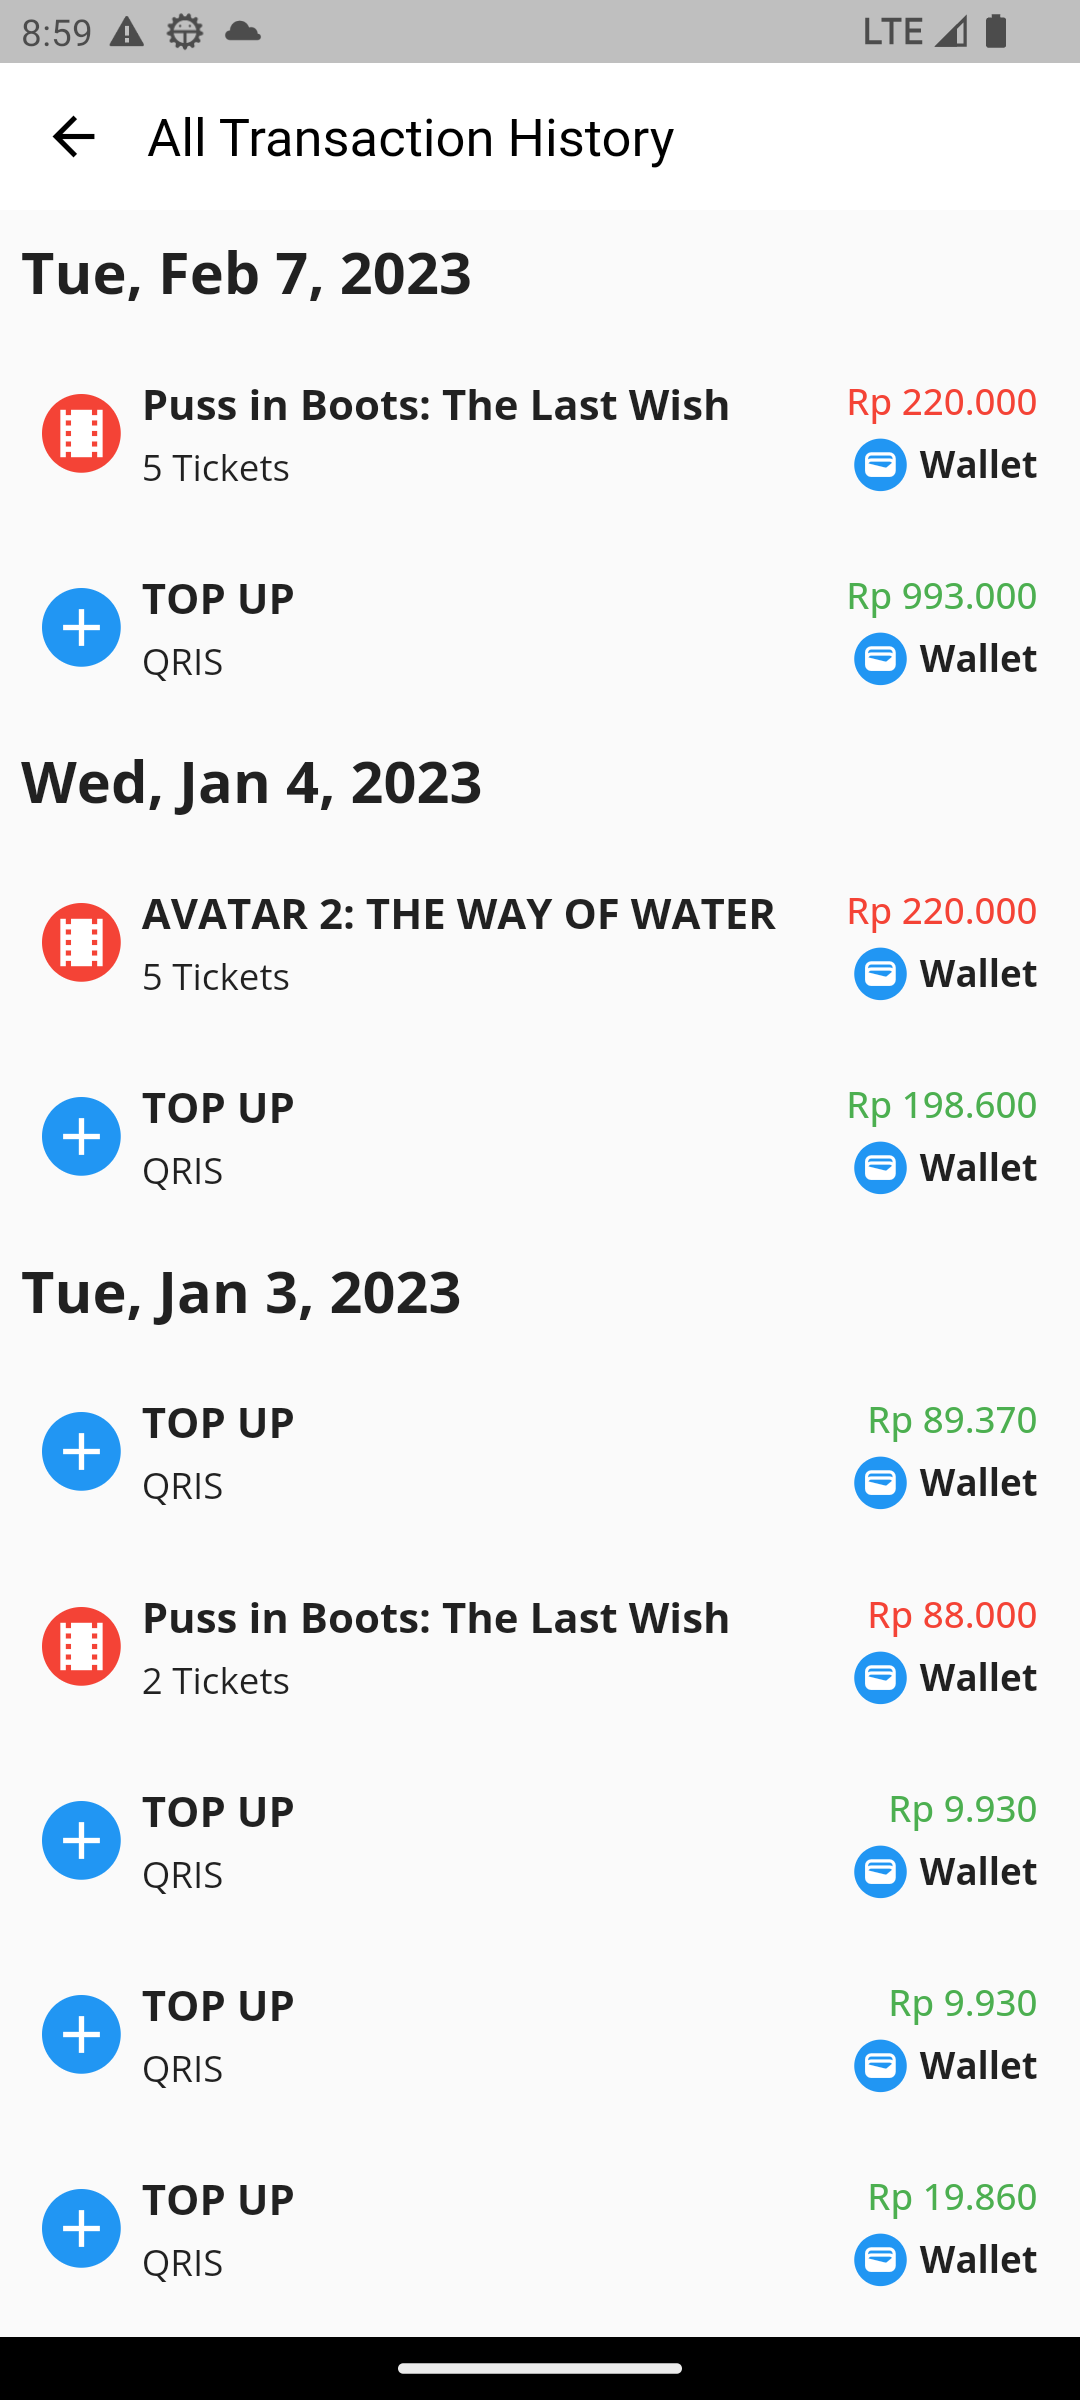 8:59
LTE
All Transaction History
Tue, Feb 7, 2023
Puss in Boots: The Last Wish
Rp 220.000
5 Tickets
Wallet
TOP UP
Rp 993.000
QRIS
Wallet
Wed, Jan 4, 2023
AVATAR 2: THE WAY OF WATER
Rp 220.000
5 Tickets
Wallet
TOP UP
Rp 198.600
QRIS
Wallet
Tue, Jan 3, 2023
TOP UP
Rp 89.370
QRIS
Wallet
Puss in Boots: The Last Wish
Rp 88.000
2 Tickets
Wallet
TOP UP
Rp 9.930
QRIS
Wallet
TOP UP
Rp 9.930
QRIS
Wallet
TOP UP
Rp 19.860
QRIS
Wallet